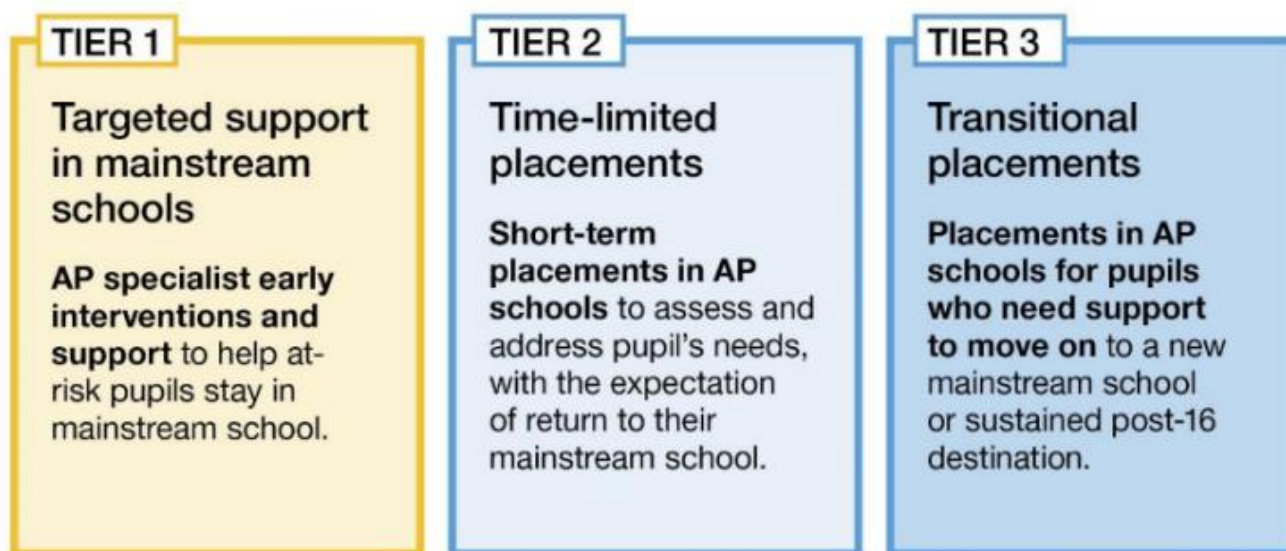 TIER 1
Targeted support
in mainstream
schools
AP specialist early
interventions and
support to help at-
risk pupils stay in
mainstream school.
TIER 2
Time-limited
placements
Short-term
placements in AP
schools to assess and
address pupil's needs,
with the expectation
of return to their
mainstream school.
TIER 3
Transitional
placements
Placements in AP
schools for pupils
who need support
to move on to a new
mainstream school
or sustained post-16
destination.